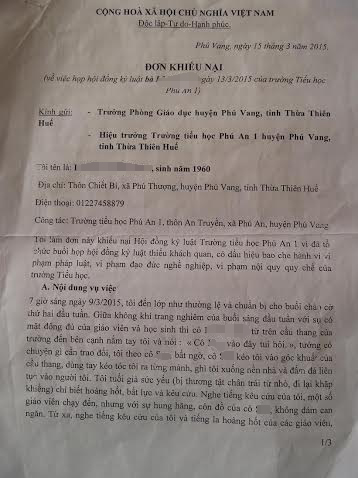 CỘNG HOÀ XÃ HỘI CHỦ NGHĨA VIỆT NAM
Độc lập-Tự do-Hạnh phúc.
Phú Vang, ngày 15 tháng 3 năm 2015.
ĐƠN KHIẾU NẠI
(về việc họp hội đồng kỷ luật bà ngày 13/3/2015 của trường Tiểu học
Phú An 1)
Kính gửi: - Trưởng Phòng Giáo dục huyện Phú Vang, tỉnh Thừa Thiên
Huế
- Hiệu trưởng Trường tiểu học Phú An 1 huyện Phú Vang,
tỉnh Thừa Thiên Huế
Tôi tên là: , sinh năm 1960
Địa chỉ: Thôn Chiết Bi, xã Phú Thượng, huyện Phú Vang, tỉnh Thừa Thiên Huế
Điện thoại: 01227458879
Công tác: Trường tiểu học Phú An 1, thôn An Truyền, xã Phú An, huyện Phú Vang
Tôi làm đơn này khiếu nại Hội đồng kỷ luật Trường tiểu học Phú An 1 vì đã tổ
chức buổi họp hội đồng kỷ luật thiếu khách quan, có dấu hiệu bao che hành vi vi
phạm pháp luật, vi phạm đạo đức nghề nghiệp, vi phạm nội quy quy chế của
trường Tiểu học.
A. Nội dung vụ việc
7 giờ sáng ngày 9/3/2015, tôi đến lớp như thường lệ và chuẩn bị cho buổi chào cờ
thứ hai đầu tuần. Giữa không khí trang nghiêm của buổi sáng đầu tuần với sự có
mặt đông đủ của giáo viên và học sinh thì cô từ trên cầu thang của
trường đến bên cạnh nắm tay tôi và nói : « Cô vào đây tui hỏi. », tưởng có
chuyện gì cần trao đổi, tôi theo cô bất ngờ, cô kéo tôi vào góc khuất của
cầu thang, dùng tay kéo tóc tôi ra từng mảnh, ghì tôi xuống nền nhà và đấm đá liên
tục vào người tôi. Tôi tuổi già sức yếu (bị thương tật chân trái từ nhỏ, đi lại khập
khiễng) chỉ biết hoảng hốt, bất lực và kêu cứu. Nghe tiếng kêu cứu của tôi, một số
giáo viên chạy đến, nhưng với sự hung hăng, côn đồ của cô , không dám can
ngăn. Từ xa, nghe tiếng kêu cứu của tôi và tiếng la hoảng hốt của các giáo viên,
1/3